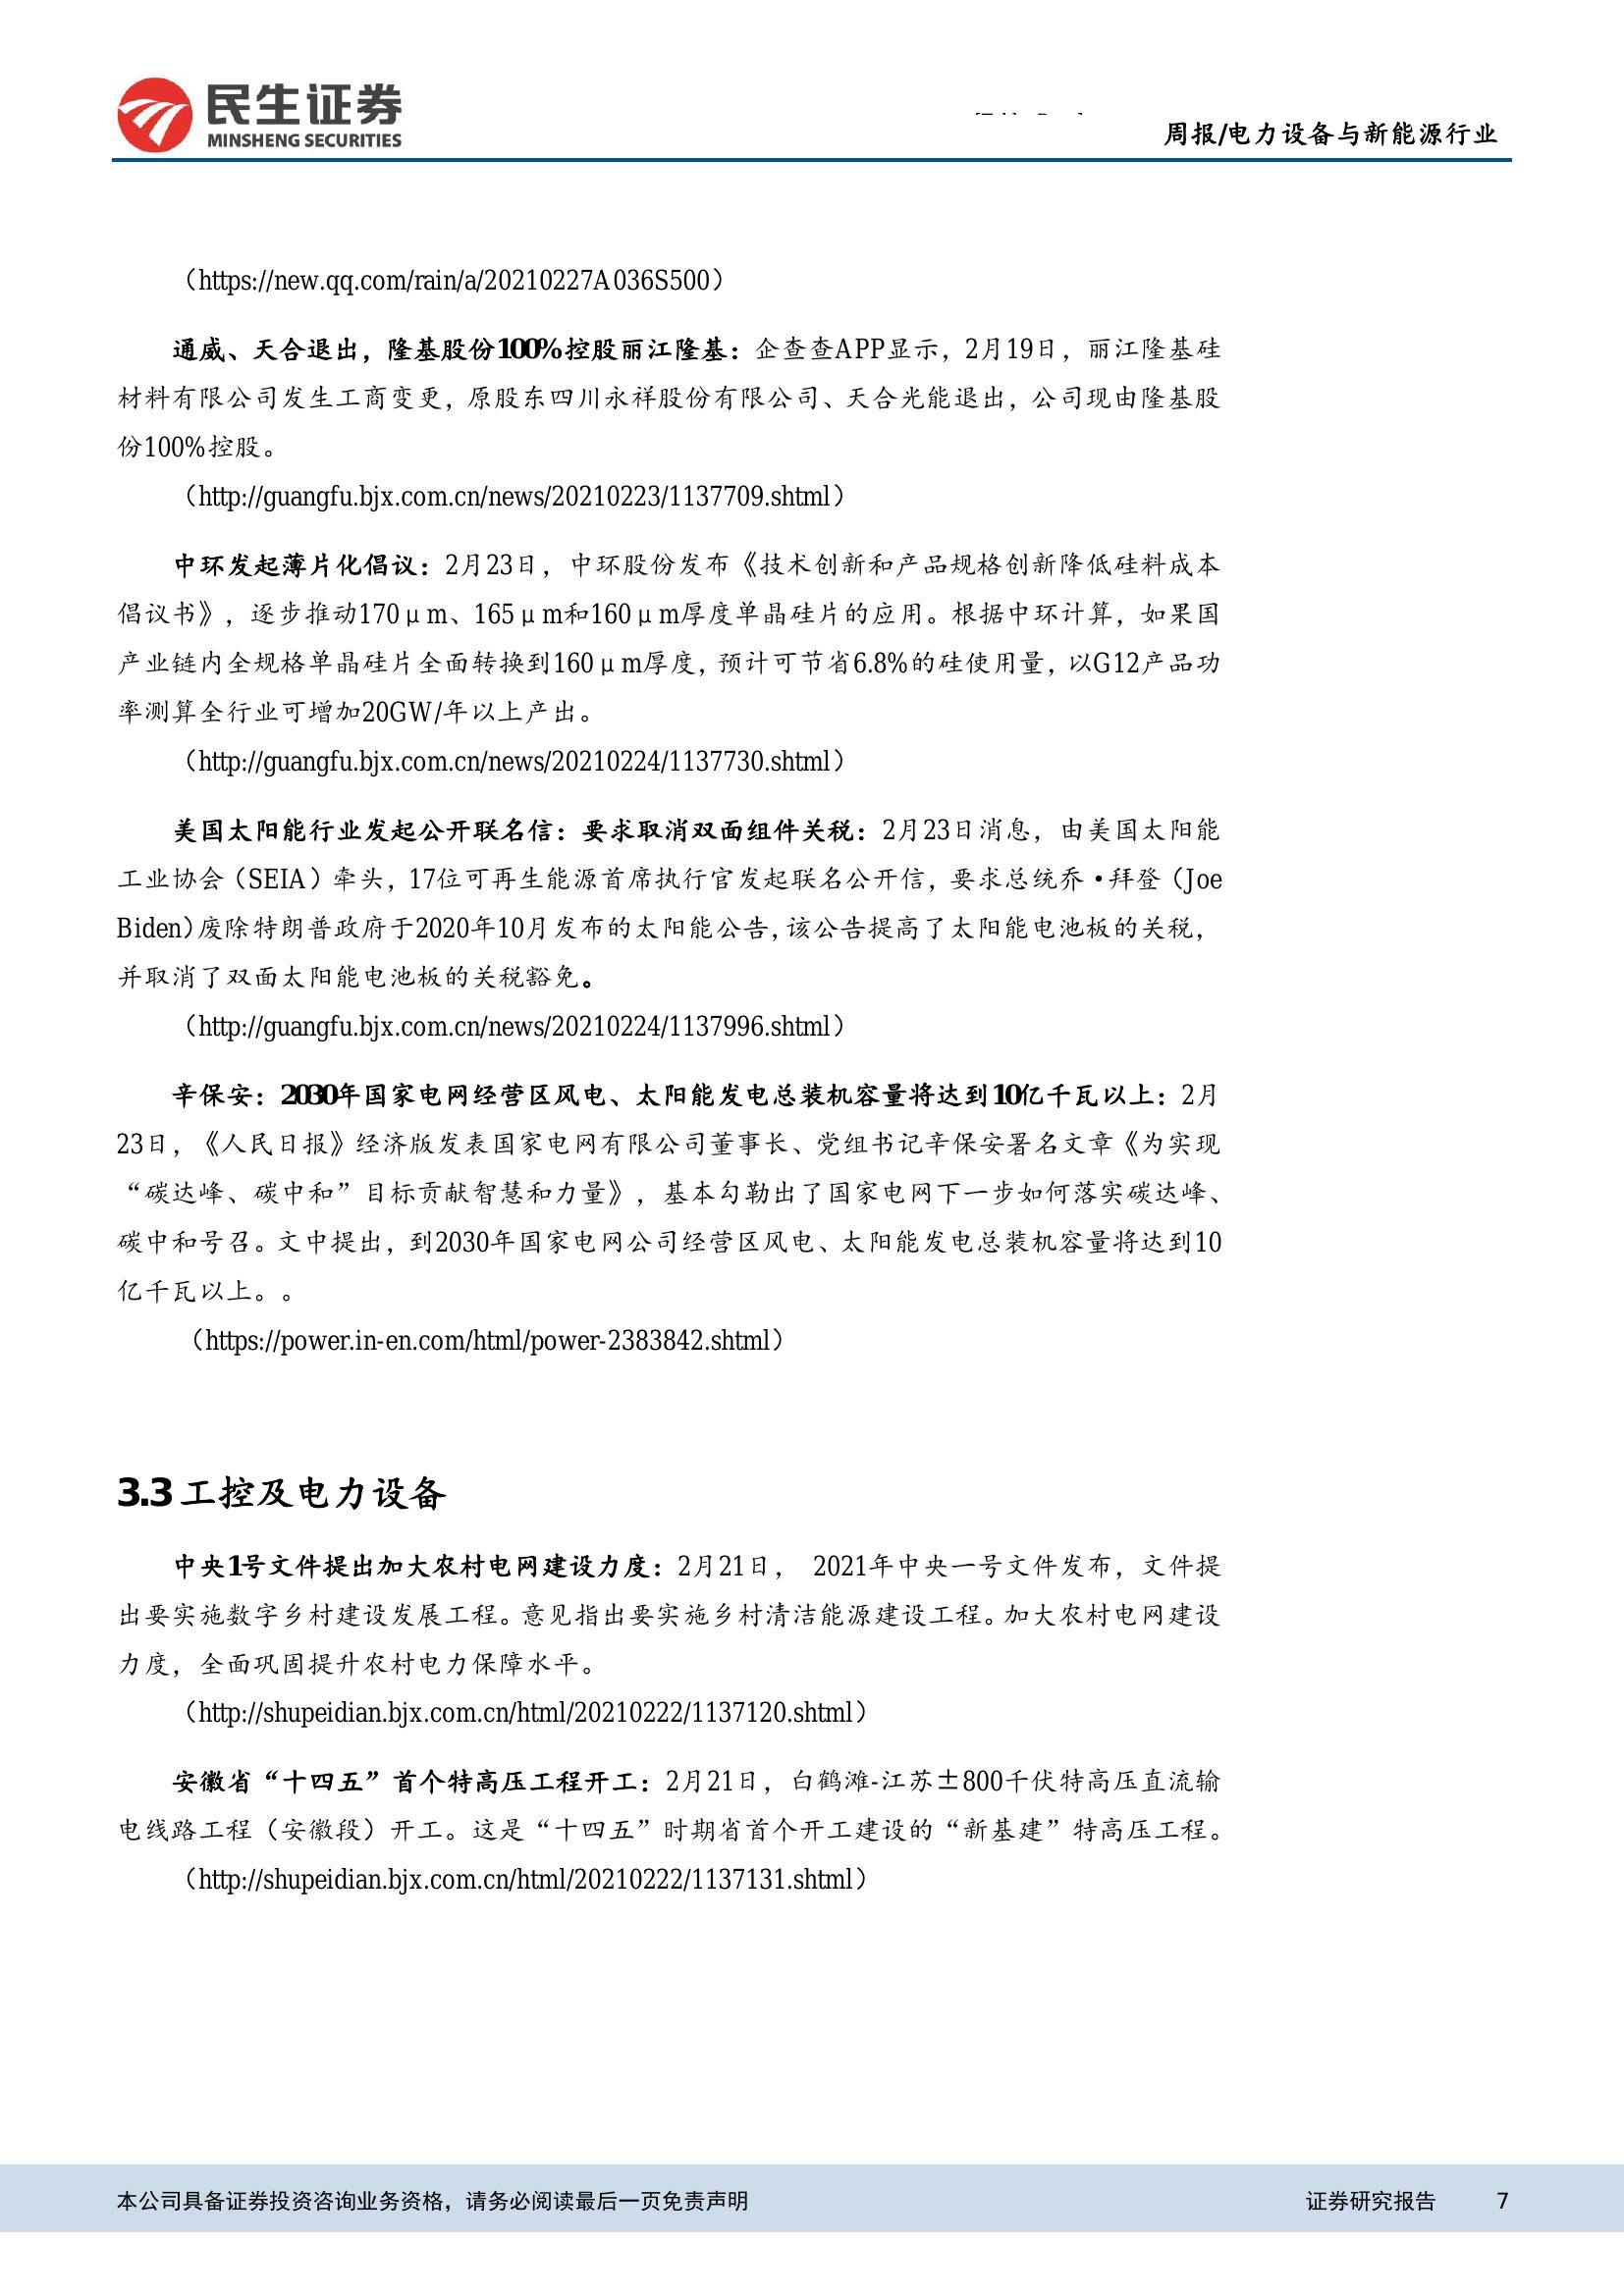 民生证券
MINSHENG SECURITIES
周报/电力设备与新能源行业
（https://new.qq.com/rain/a/20210227A036S500）
通威、天合退出，隆基股份100%控股丽江隆基：企查查APP显示，2月19日，丽江隆基硅
材料有限公司发生工商变更，原股东四川永祥股份有限公司、天合光能退出，公司现由隆基股
份100%控股。
（http://guangfu.bjx.com.cn/news/20210223/1137709.shtml）
中环发起薄片化倡议：2月23日，中环股份发布《技术创新和产品规格创新降低硅料成本
倡议书》，逐步推动170μm、165μm和160μm厚度单晶硅片的应用。根据中环计算，如果国
产业链内全规格单晶硅片全面转换到160μm厚度，预计可节省6.8%的硅使用量，以G12产品功
率测算全行业可增加20GW/年以上产出。
（http://guangfu.bjx.com.cn/news/20210224/1137730.shtml）
美国太阳能行业发起公开联名信：要求取消双面组件关税：2月23日消息，由美国太阳能
工业协会（SEIA）牵头，17位可再生能源首席执行官发起联名公开信，要求总统乔·拜登（Joe
Biden）废除特朗普政府于2020年10月发布的太阳能公告，该公告提高了太阳能电池板的关税，
并取消了双面太阳能电池板的关税豁免。
（http://guangfu.bjx.com.cn/news/20210224/1137996.shtml）
辛保安：2030年国家电网经营区风电、太阳能发电总装机容量将达到10亿千瓦以上：2月
23日，《人民日报》经济版发表国家电网有限公司董事长、党组书记辛保安署名文章《为实现
“碳达峰、碳中和”目标贡献智慧和力量》，基本勾勒出了国家电网下一步如何落实碳达峰、
碳中和号召。文中提出，到2030年国家电网公司经营区风电、太阳能发电总装机容量将达到10
亿千瓦以上。。
（https://power.in-en.com/html/power-2383842.shtml）
3.3 工控及电力设备
中央1号文件提出加大农村电网建设力度：2月21日， 2021年中央一号文件发布，文件提
出要实施数字乡村建设发展工程。意见指出要实施乡村清洁能源建设工程。加大农村电网建设
力度，全面巩固提升农村电力保障水平。
（http://shupeidian.bjx.com.cn/html/20210222/1137120.shtml）
安徽省“十四五”首个特高压工程开工：2月21日，白鹤滩-江苏±800千伏特高压直流输
电线路工程（安徽段）开工。这是“十四五”时期省首个开工建设的“新基建”特高压工程。
（http://shupeidian.bjx.com.cn/html/20210222/1137131.shtml）
本公司具备证券投资咨询业务资格，请务必阅读最后一页免责声明
证券研究报告 7